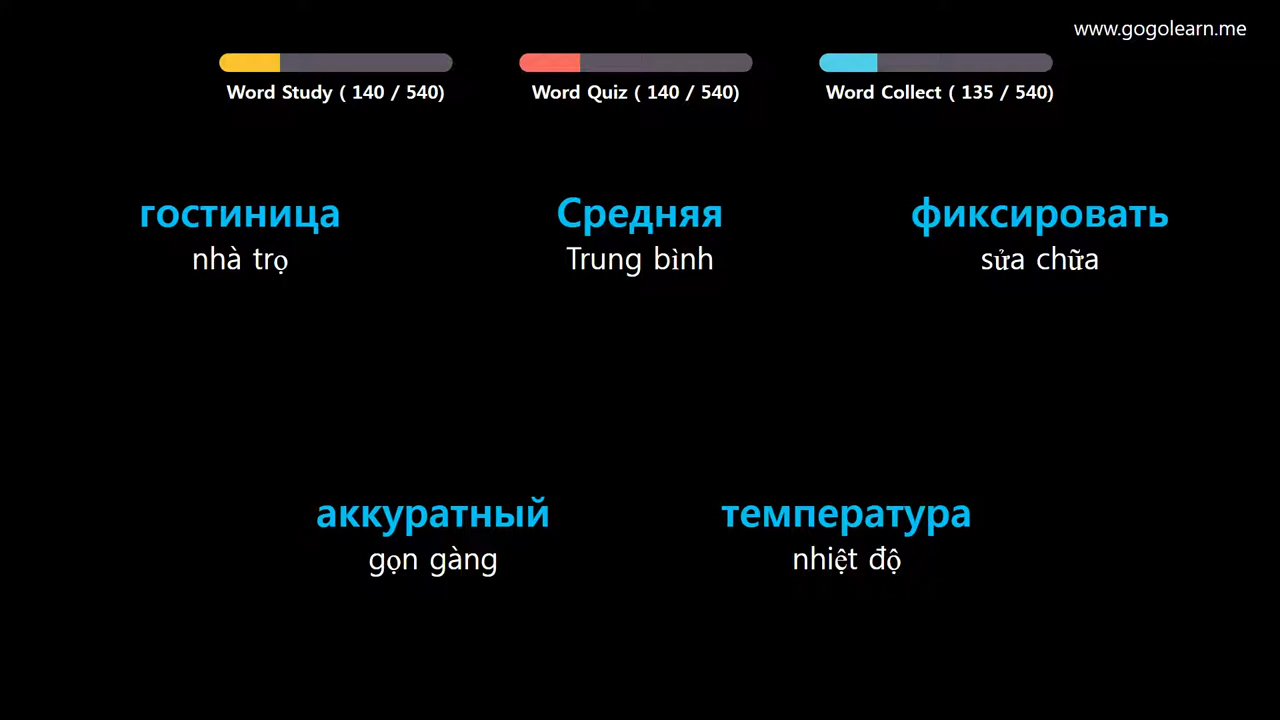 www.gogolearn.me
Word Study ( 140 / 540)
Word Quiz ( 140 / 540)
Word Collect ( 135 / 540)
гостиница
nhà trọ
Средняя
Trung bình
фиксировать
sửa chữa
аккуратный
gọn gàng
температура
nhiệt độ